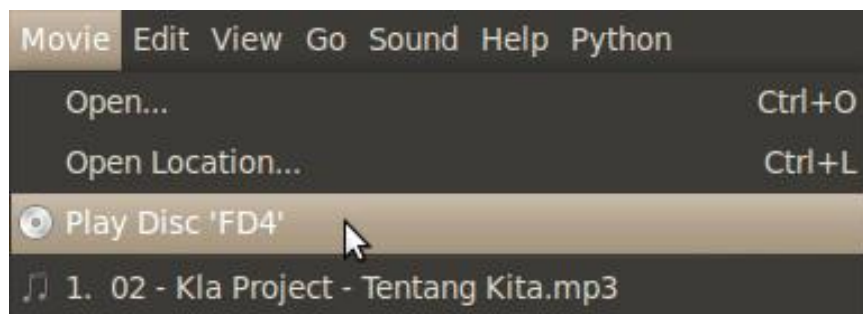 Movie Edit View Go Sound Help Python
Open... Ctrl+O
Open Location... Ctrl+L
Play Disc 'FD4'
1. 02 - Kla Project - Tentang Kita.mp3